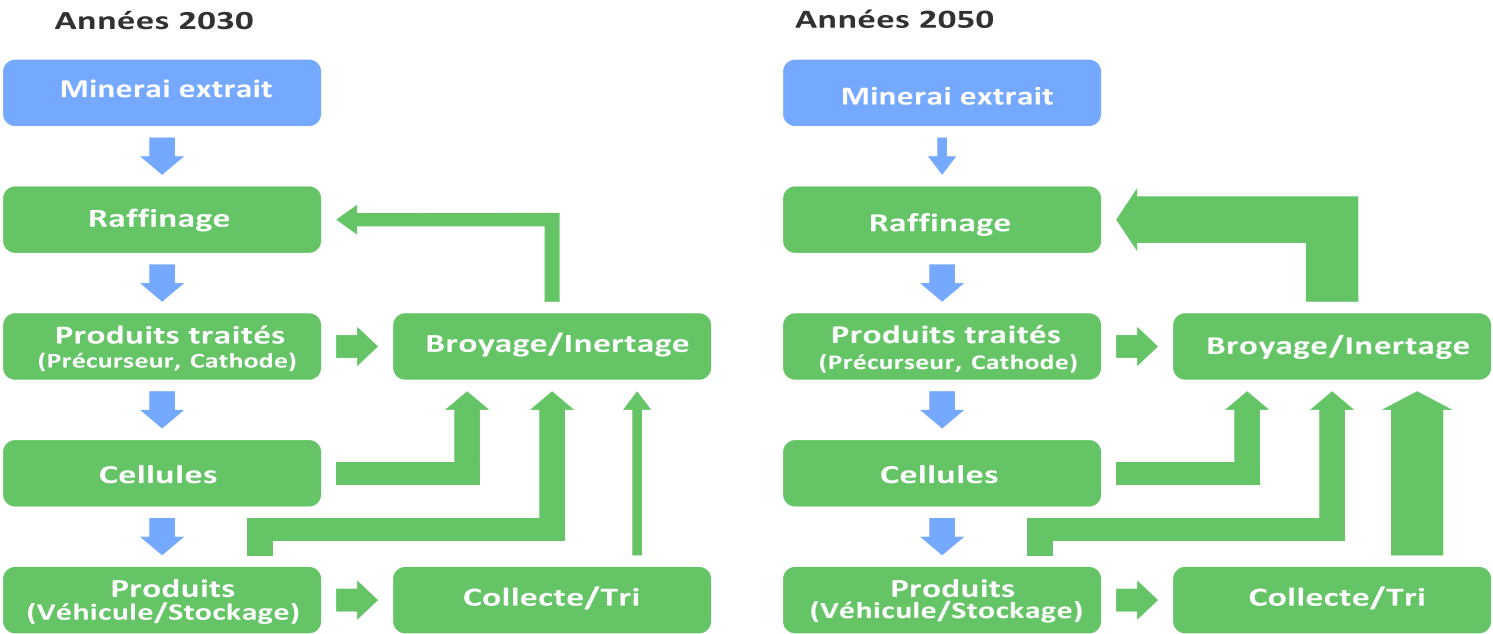 Années 2030
Minerai extrait
Raffinage
Produits traités
(Précurseur, Cathode)
Broyage/Inertage
Cellules
Produits
(Véhicule/Stockage)
Collecte/Tri
Années 2050
Minerai extrait
Raffinage
Produits traités
(Précurseur, Cathode)
Broyage/Inertage
Cellules
Produits
(Véhicule/Stockage)
Collecte/Tri